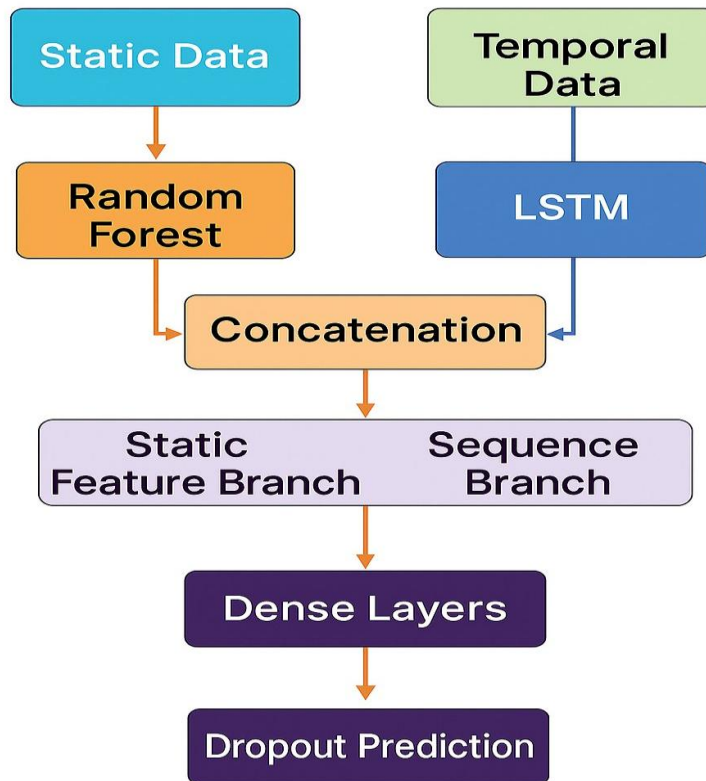 Static Data
Temporal
Data
Random
Forest
LSTM
Concatenation
Static
Feature Branch
Sequence
Branch
Dense Layers
Dropout Prediction